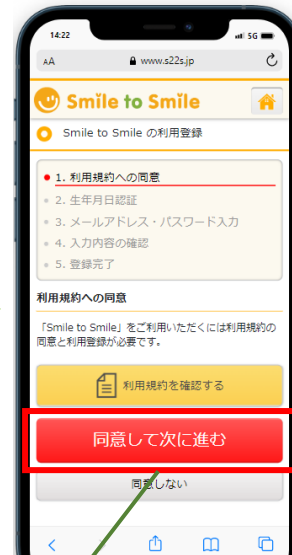 14:22
5G
AA
www.s22s.jp
Smile to Smile
Smile to Smile の利用登録
1. 利用規約への同意
2. 生年月日認証
3. メールアドレス・パスワード入力
4. 入力内容の確認
5. 登録完了
利用規約への同意
「Smile to Smile」をご利用いただくには利用規約の
同意と利用登録が必要です。
利用規約を確認する
同意して次に進む
同意しない